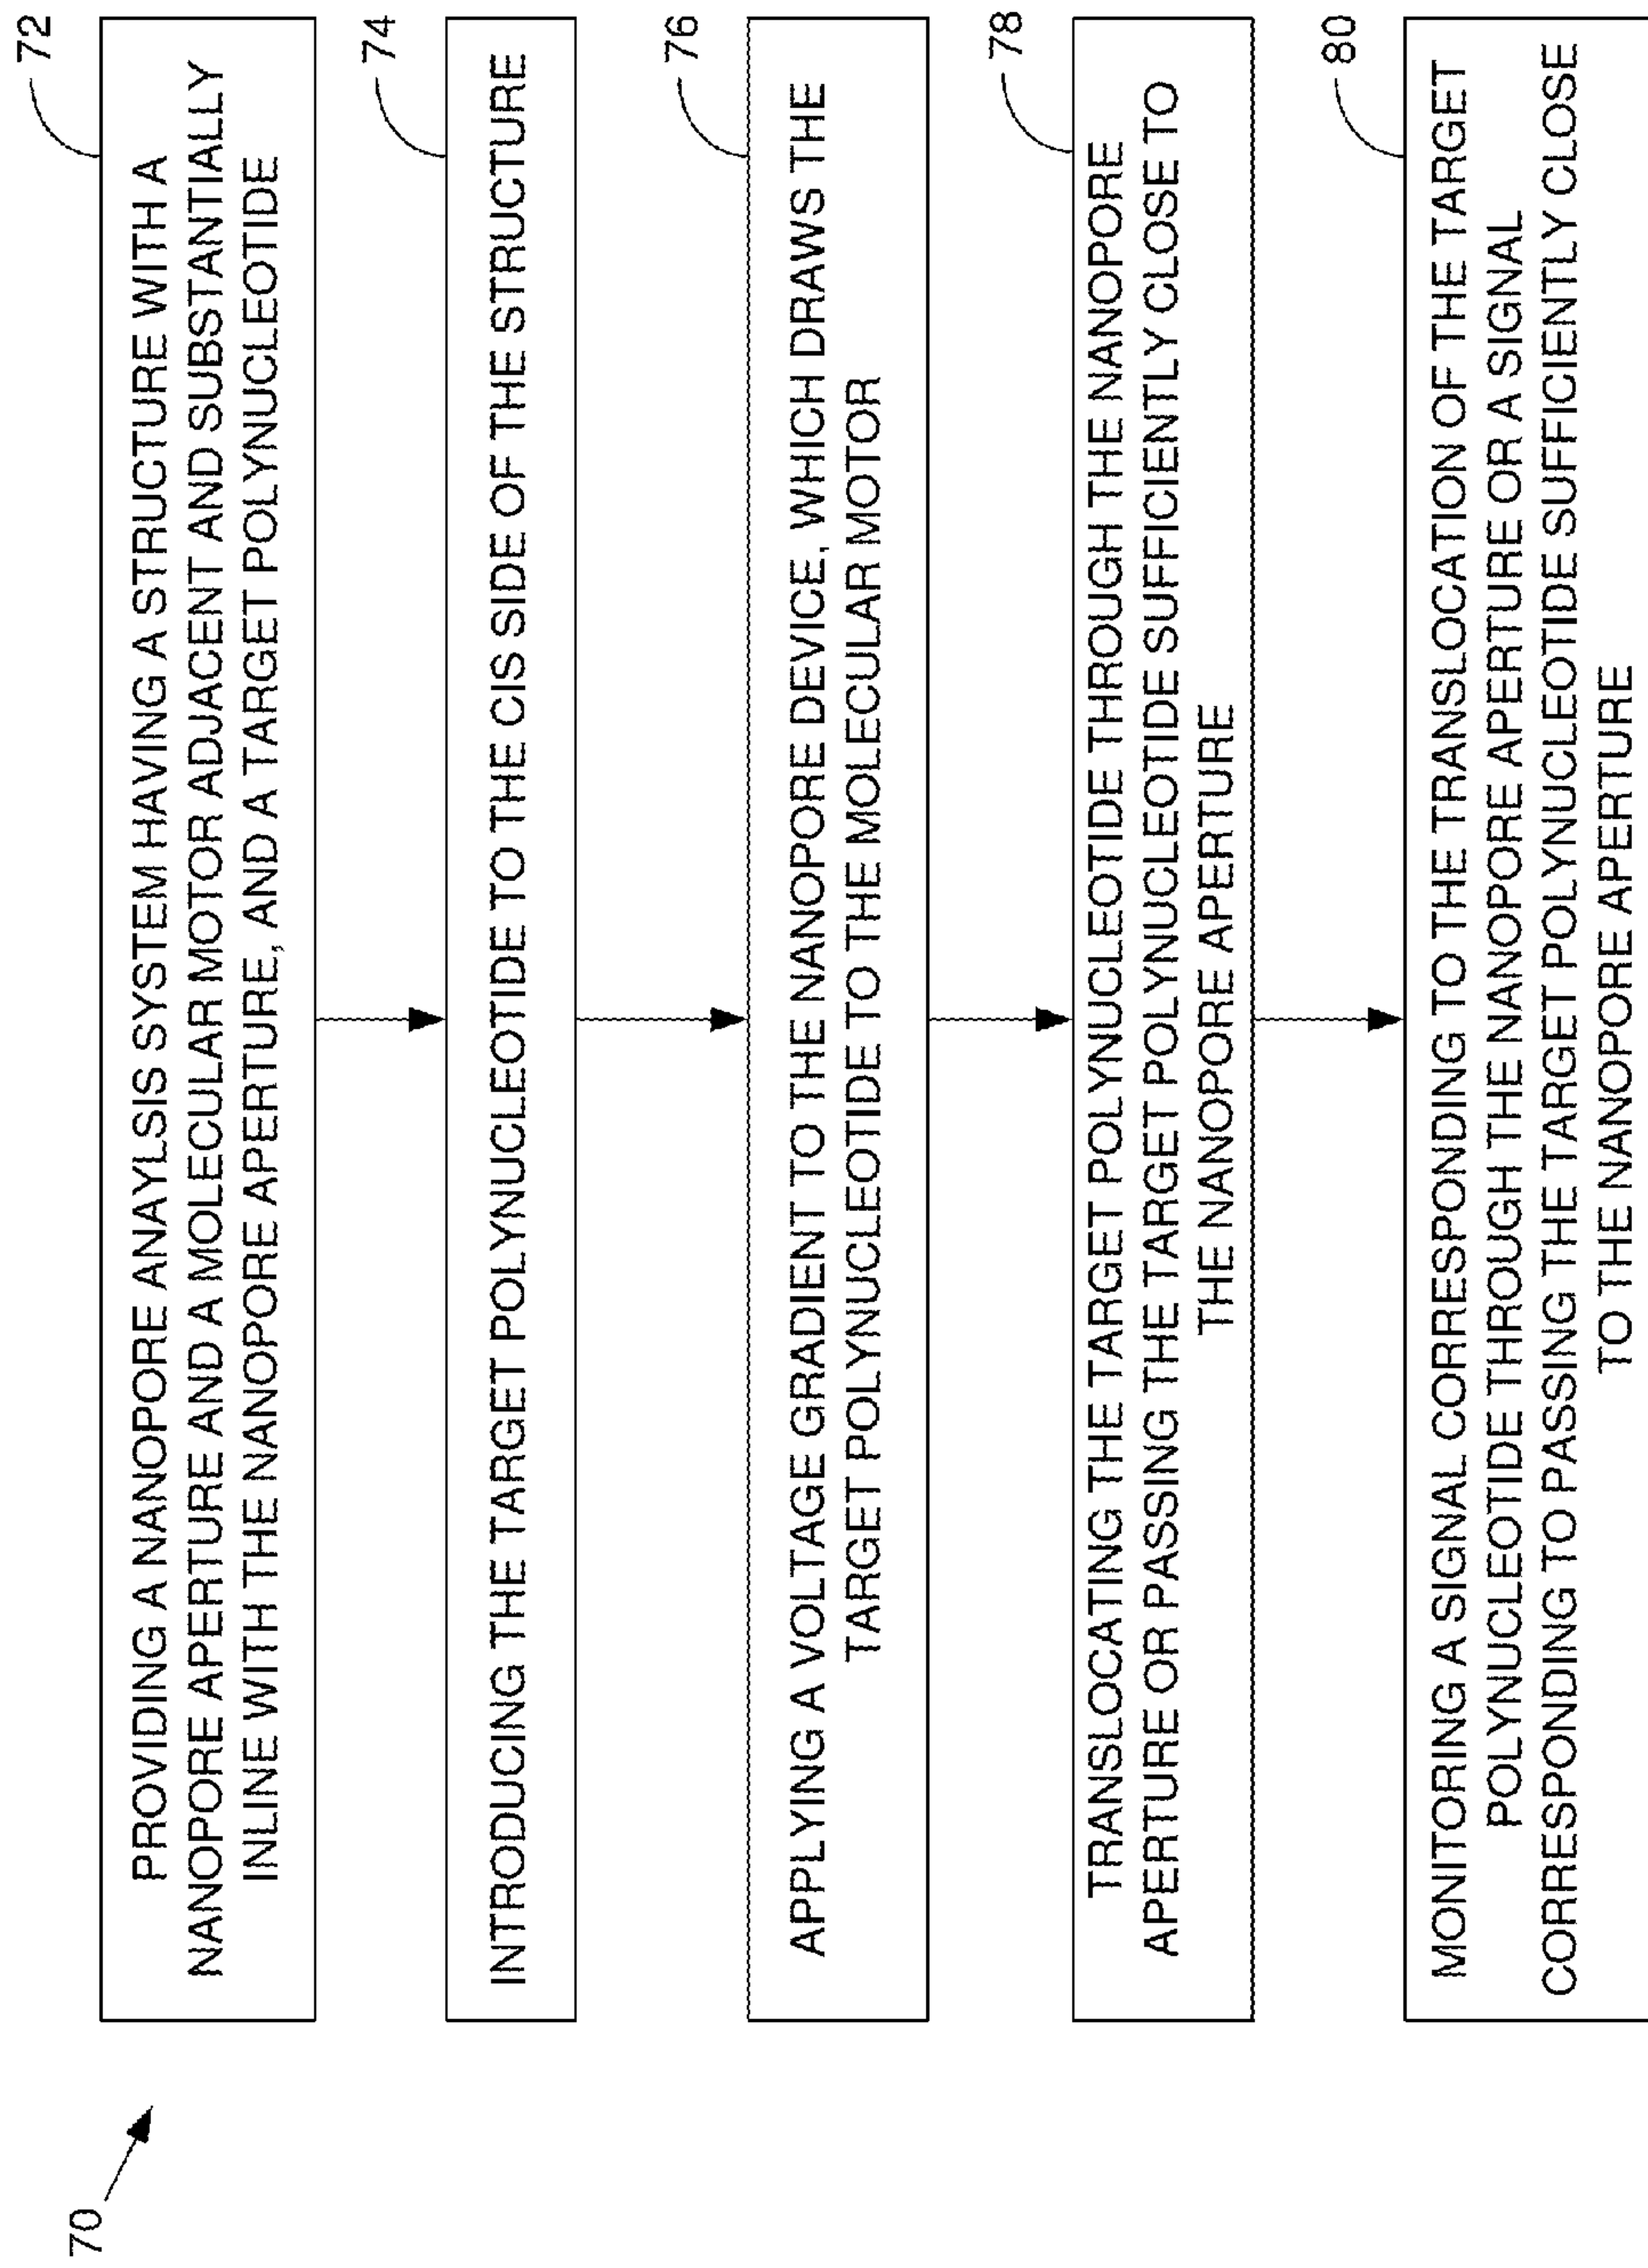 70
72
PROVIDING A NANOPORE ANAYLSIS SYSTEM HAVING A STRUCTURE WITH A
NANOPORE APERTURE AND A MOLECULAR MOTOR ADJACENT AND SUBSTANTIALLY
INLINE WITH THE NANOPORE APERTURE, AND A TARGET POLYNUCLEOTIDE
74
INTRODUCING THE TARGET POLYNUCLEOTIDE TO THE CIS SIDE OF THE STRUCTURE
76
APPLYING A VOLTAGE GRADIENT TO THE NANOPORE DEVICE, WHICH DRAWS THE
TARGET POLYNUCLEOTIDE TO THE MOLECULAR MOTOR
78
TRANSLOCATING THE TARGET POLYNUCLEOTIDE THROUGH THE NANOPORE
APERTURE OR PASSING THE TARGET POLYNUCLEOTIDE SUFFICIENTLY CLOSE TO
THE NANOPORE APERTURE
80
MONITORING A SIGNAL CORRESPONDING TO THE TRANSLOCATION OF THE TARGET
POLYNUCLEOTIDE THROUGH THE NANOPORE APERTURE OR A SIGNAL
CORRESPONDING TO PASSING THE TARGET POLYNUCLEOTIDE SUFFICIENTLY CLOSE
TO THE NANOPORE APERTURE